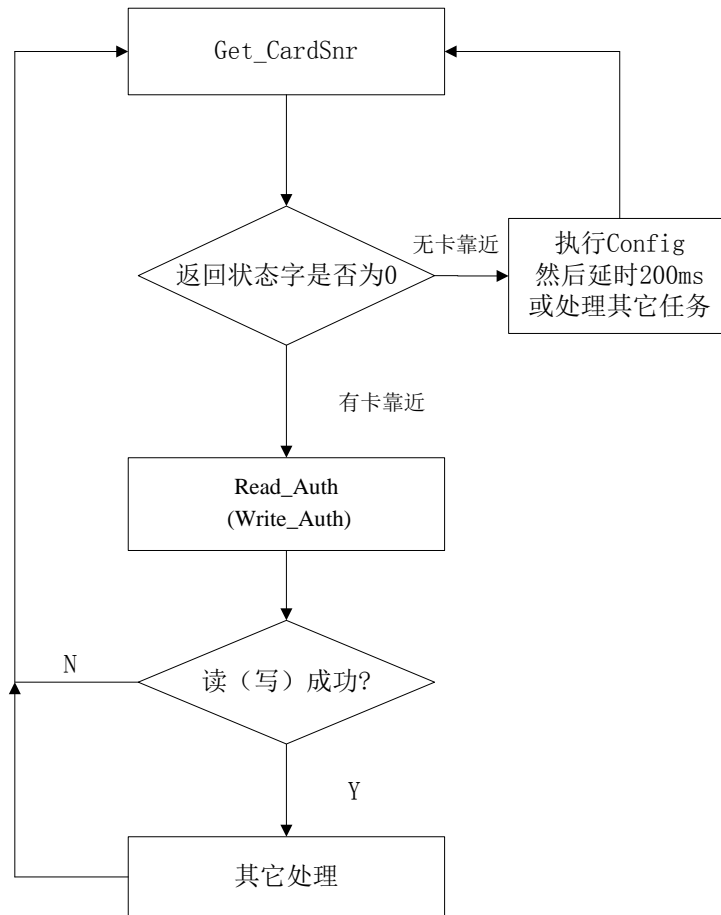 Get_CardSnr
返回状态字是否为0
无卡靠近
执行Config
然后延时200ms
或处理其它任务
有卡靠近
Read_Auth
(Write_Auth)
读（写）成功?
N
Y
其它处理